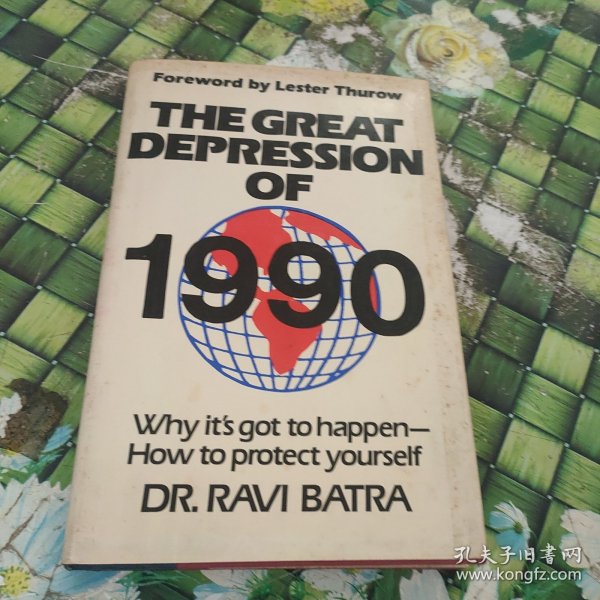 Foreword by Lester Thurow
THE GREAT
DEPRESSION
OF
1990
Why it's got to happen—
How to protect yourself
DR. RAVI BATRA
孔夫子旧书网
www.kongfz.com